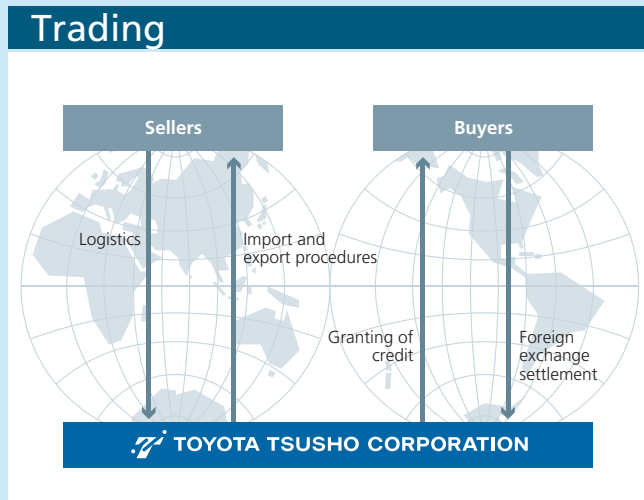 Trading
Sellers
Buyers
Logistics
Import and
export procedures
Granting of
credit
Foreign
exchange
settlement
TOYOTA TSUSHO CORPORATION